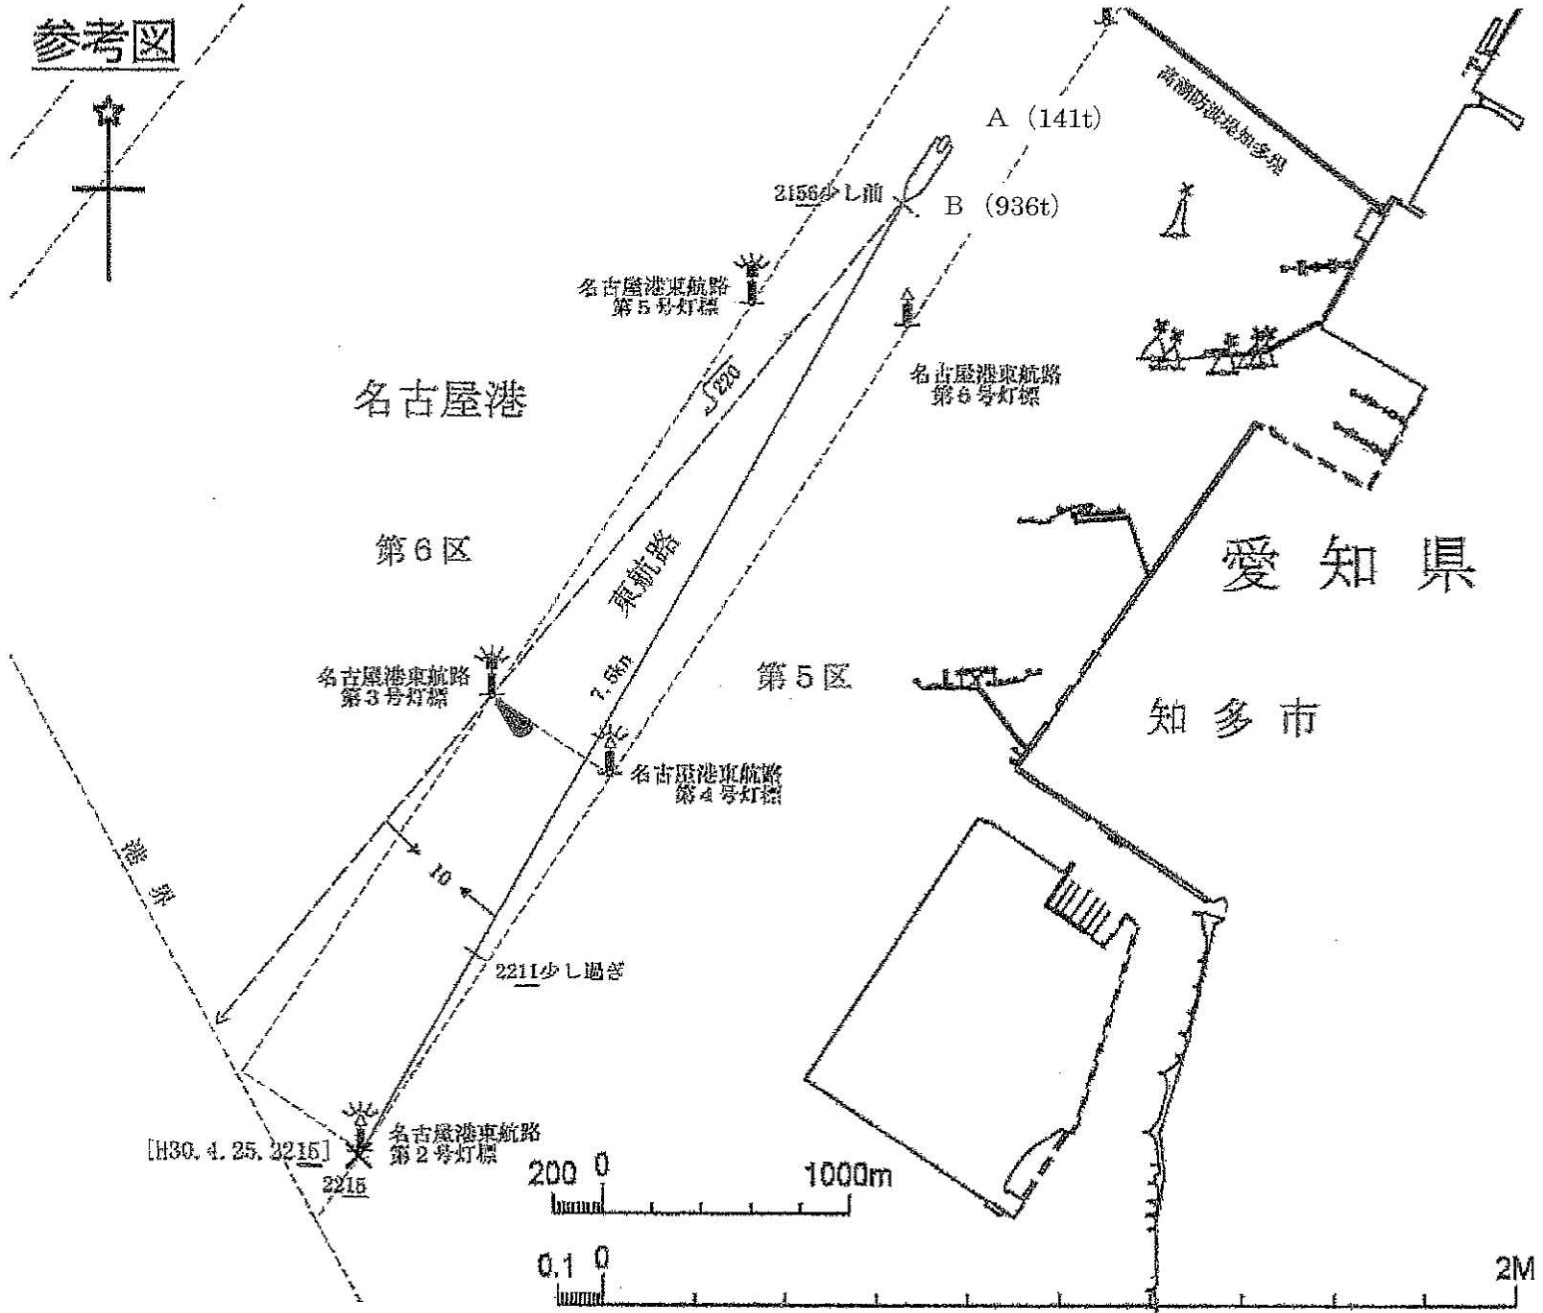 参考図
高潮防波堤知多堤
A (141t)
2156少し前
B (936t)
名古屋港東航路
第5号灯標
名古屋港東航路
第6号灯標
220
名古屋港
第6区
東航路
愛知県
名古屋港東航路
第3号灯標
7.5kn
第5区
知多市
名古屋港東航路
第4号灯標
港界
10
2211少し過ぎ
[H30.4.25.2215]
名古屋港東航路
第2号灯標
2215
200 0 1000m
0.1 0 2M